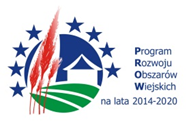 Program
Rozwoju
Obszarów
Wiejskich
na lata 2014-2020